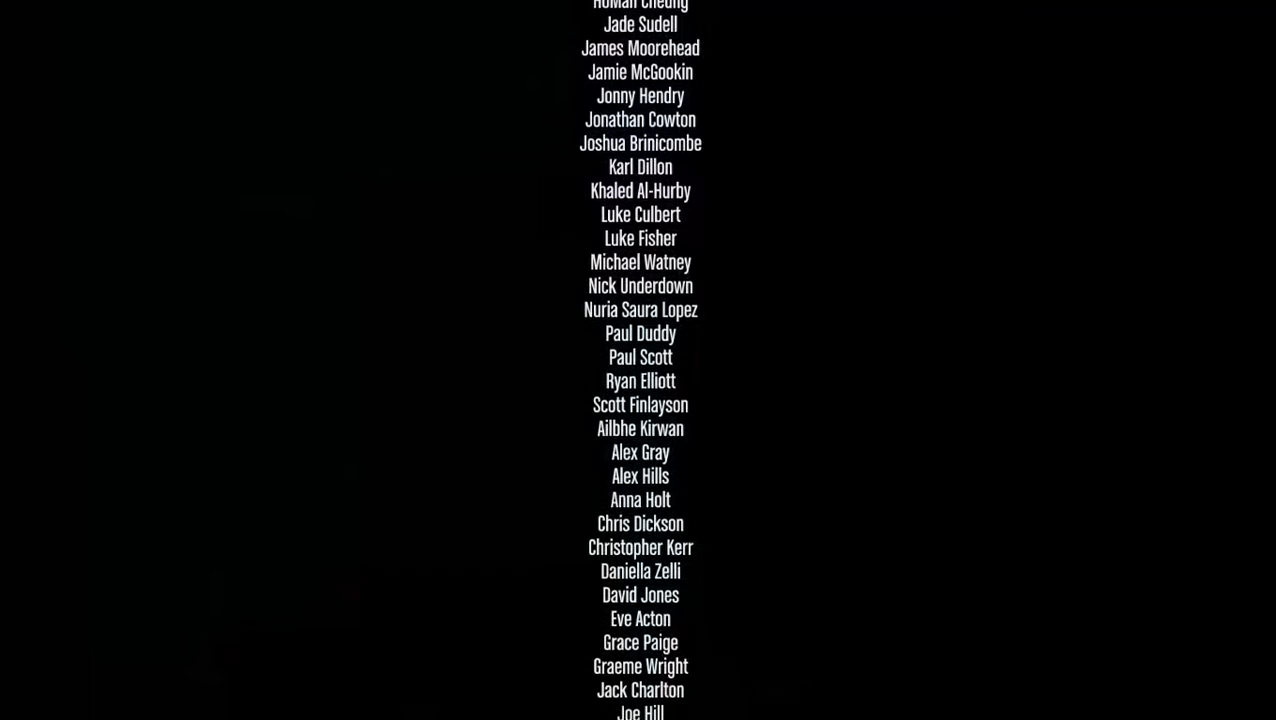 HoMan Cheung
Jade Sudell
James Moorehead
Jamie McGookin
Jonny Hendry
Jonathan Cowton
Joshua Brinicombe
Karl Dillon
Khaled Al-Hurby
Luke Culbert
Luke Fisher
Michael Watney
Nick Underdown
Nuria Saura Lopez
Paul Duddy
Paul Scott
Ryan Elliott
Scott Finlayson
Ailbhe Kirwan
Alex Gray
Alex Hills
Anna Holt
Chris Dickson
Christopher Kerr
Daniella Zelli
David Jones
Eve Acton
Grace Paige
Graeme Wright
Jack Charlton
Joe Hill